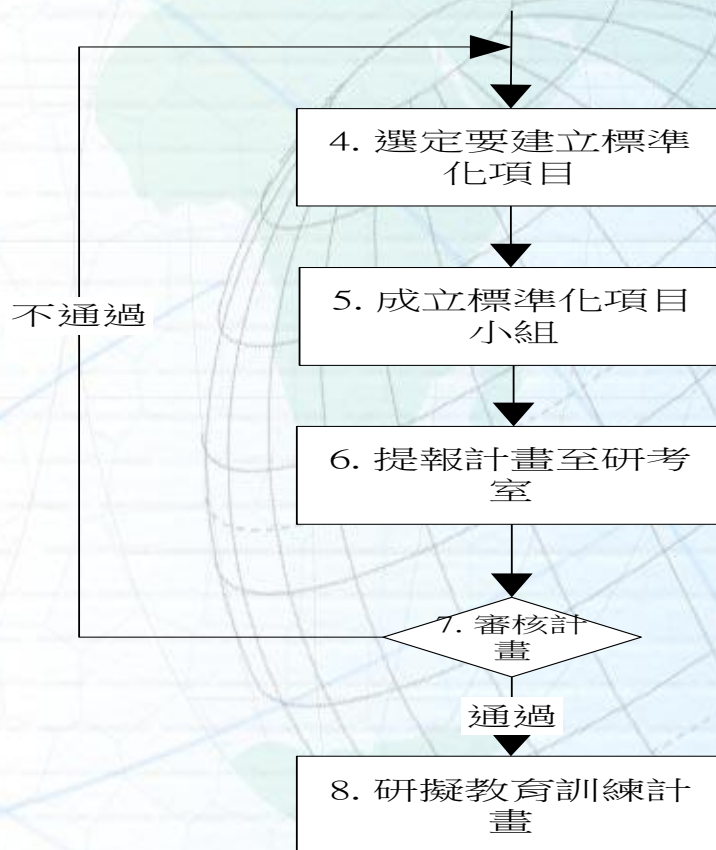 4. 選定要建立標準
化項目
不通過
5. 成立標準化項目
小組
6. 提報計畫至研考
室
7. 審核計
畫
通過
8. 研擬教育訓練計
畫